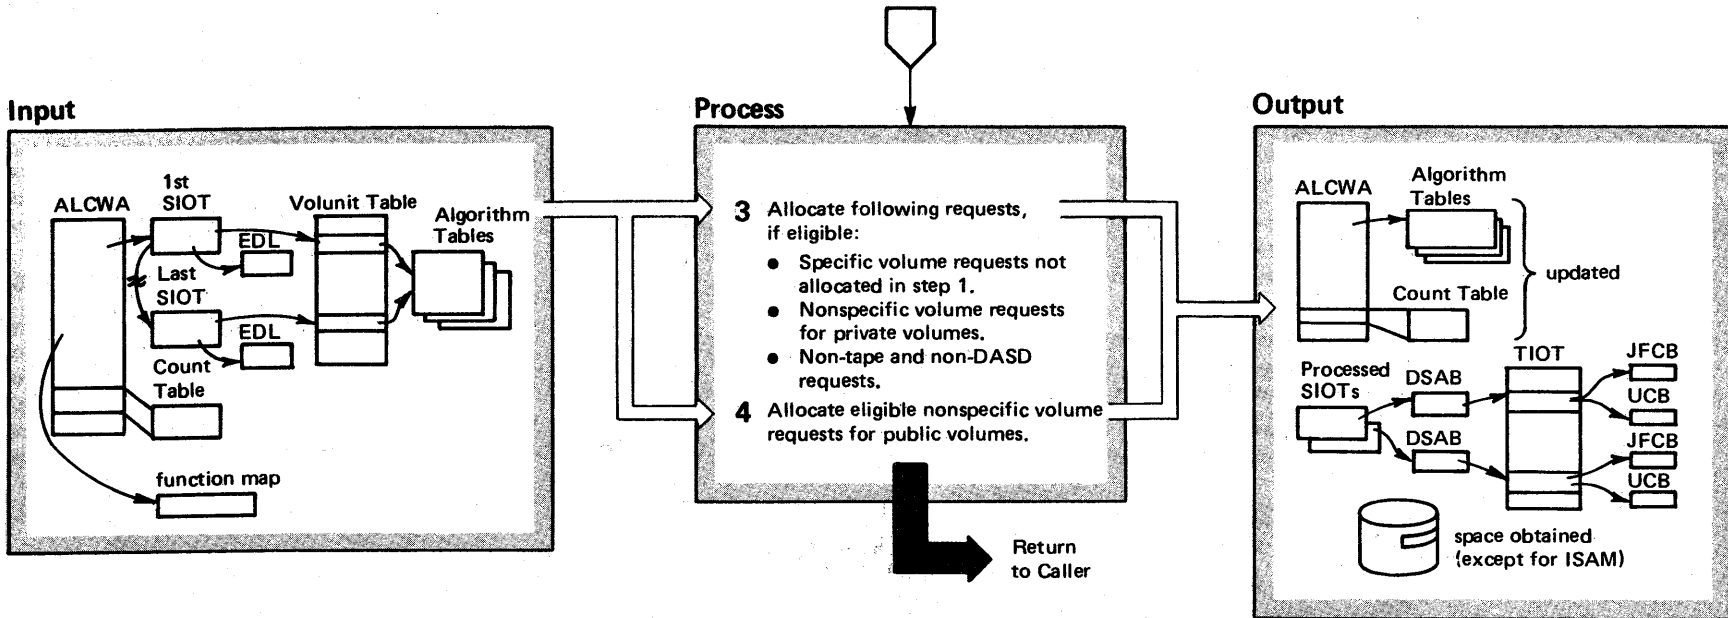 Input
ALCWA
1st
SIOT
EDL
Last
SIOT
EDL
Count
Table
Volunit Table
Algorithm
Tables
function map
Process
3 Allocate following requests,
if eligible:
● Specific volume requests not
allocated in step 1.
● Nonspecific volume requests
for private volumes.
● Non-tape and non-DASD
requests.
4 Allocate eligible nonspecific volume
requests for public volumes.
Return
to Caller
Output
ALCWA
Algorithm
Tables
updated
Count Table
Processed
SIOTs
DSAB
DSAB
TIOT
JFCB
UCB
JFCB
UCB
space obtained
(except for ISAM)